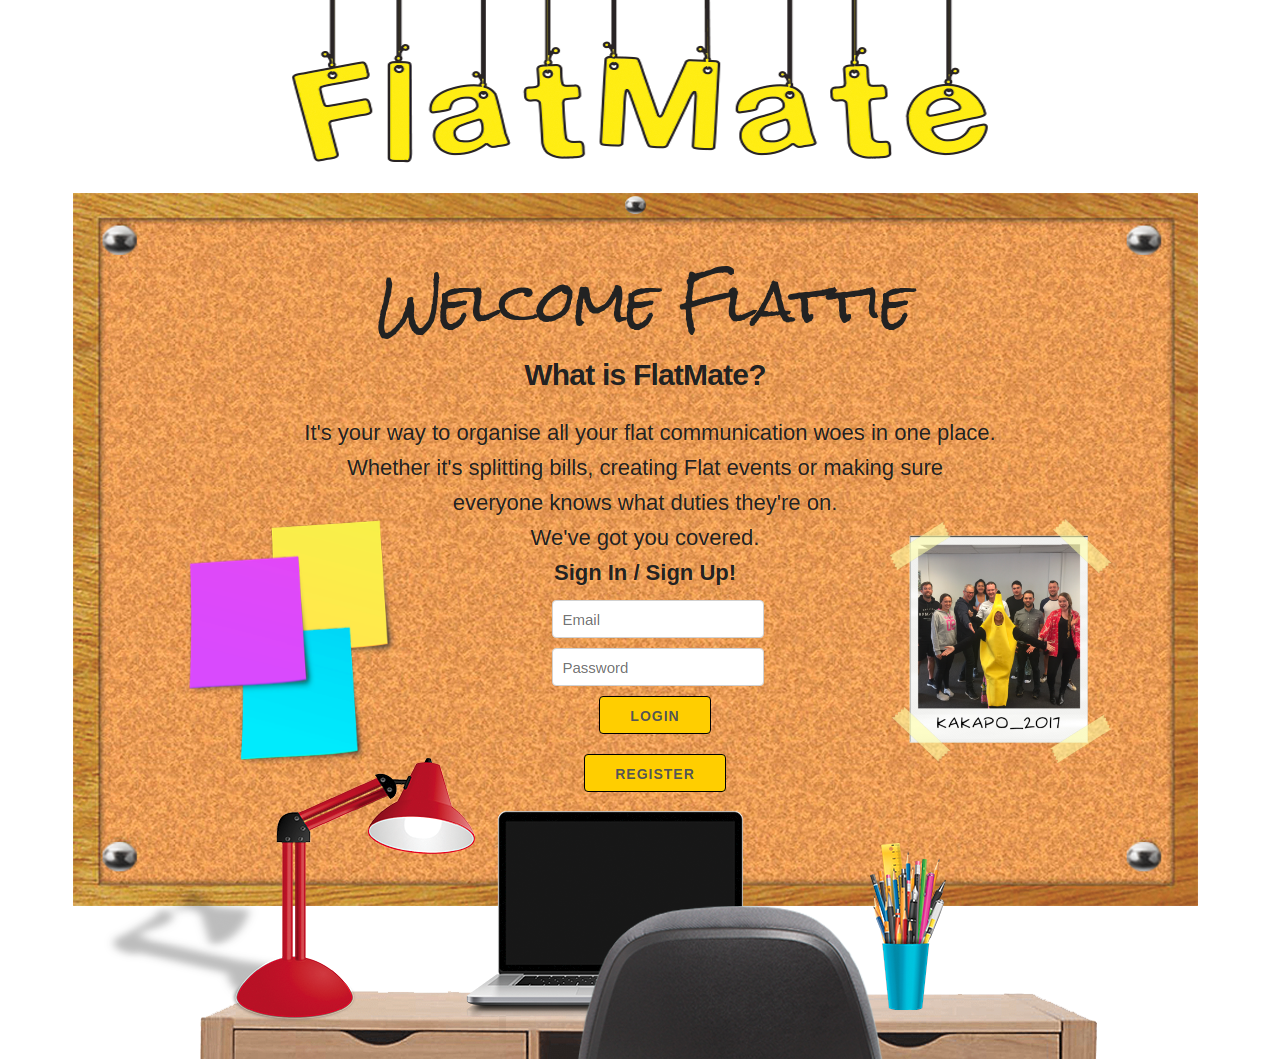 FlatMate
Welcome Flattie
What is FlatMate?
It's your way to organise all your flat communication woes in one place.
Whether it's splitting bills, creating Flat events or making sure
everyone knows what duties they're on.
We've got you covered.
Sign In / Sign Up!
Email
Password
LOGIN
REGISTER
KAKAPO_2017